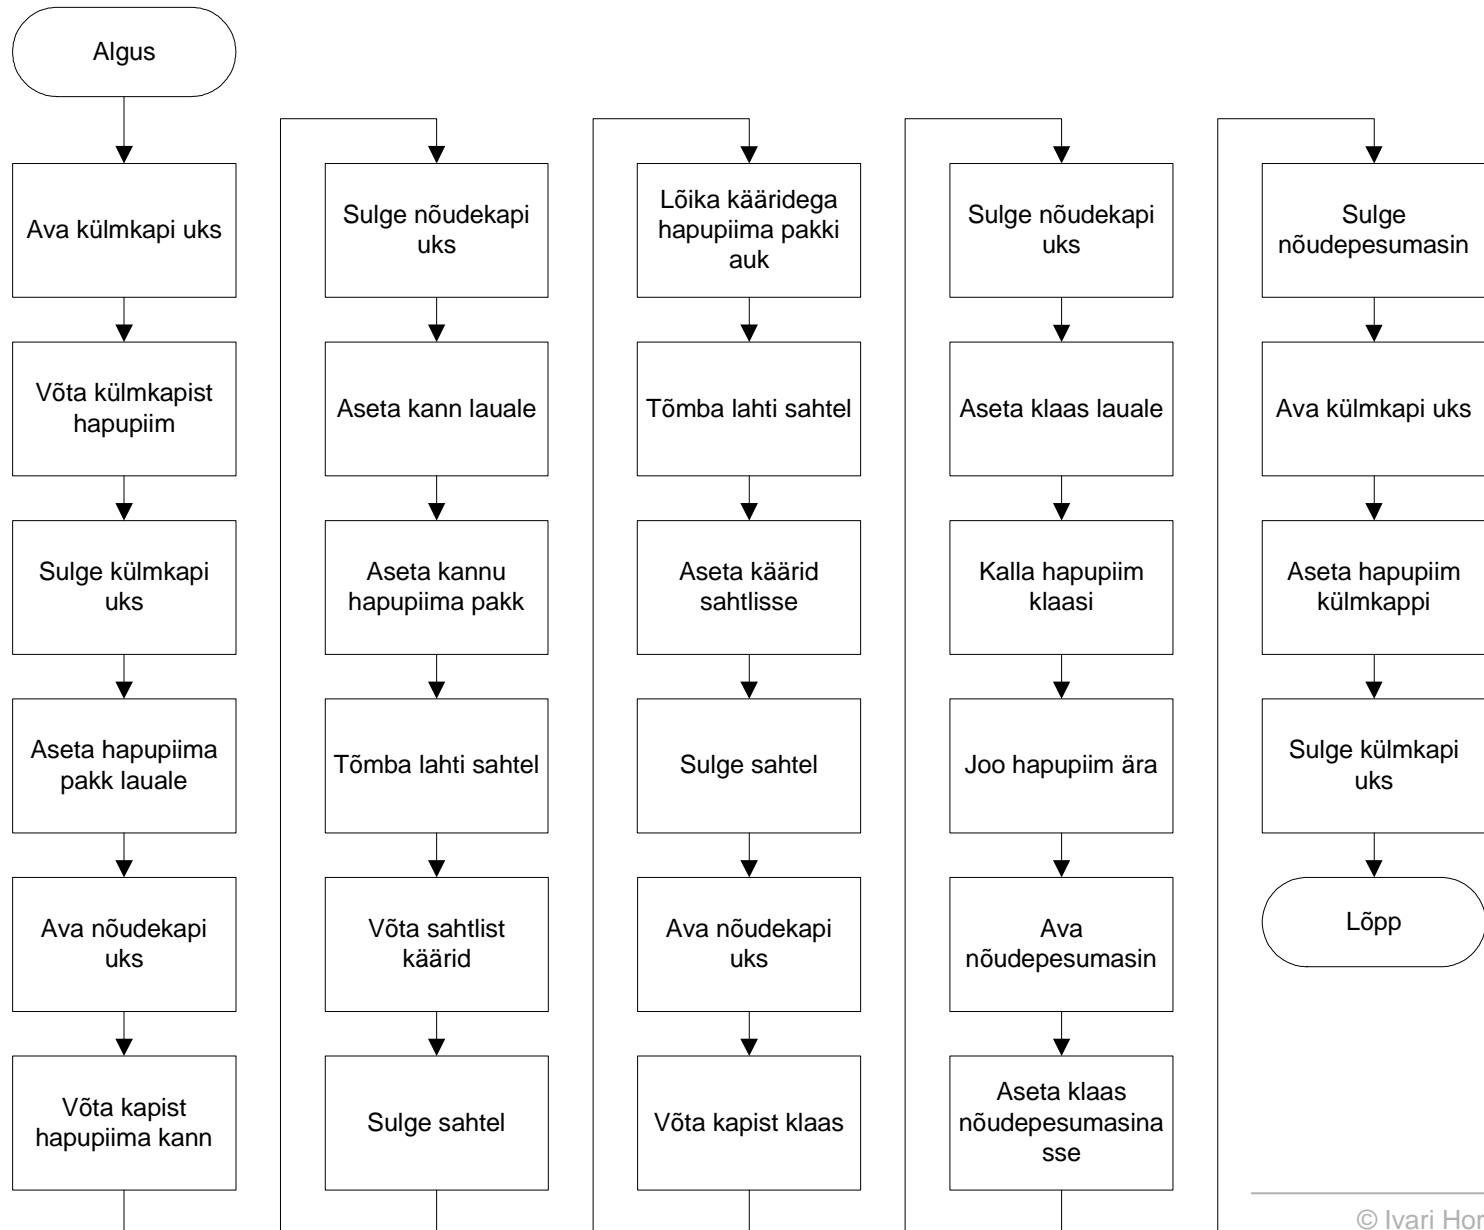 Algus
Ava külmkapi uks
Võta külmkapist
hapupiim
Sulge külmkapi
uks
Aseta hapupiima
pakk lauale
Ava nõudekapi
uks
Võta kapist
hapupiima kann
Sulge nõudekapi
uks
Aseta kann lauale
Aseta kannu
hapupiima pakk
Tõmba lahti sahtel
Võta sahtlist
käärid
Sulge sahtel
Lõika kääridega
hapupiima pakki
auk
Tõmba lahti sahtel
Aseta käärid
sahtlisse
Sulge sahtel
Ava nõudekapi
uks
Võta kapist klaas
Sulge nõudekapi
uks
Aseta klaas lauale
Kalla hapupiim
klaasi
Joo hapupiim ära
Ava
nõudepesumasin
Aseta klaas
nõudepesumasina
sse
Sulge
nõudepesumasin
Ava külmkapi uks
Aseta hapupiim
külmkappi
Sulge külmkapi
uks
Lõpp
© Ivari